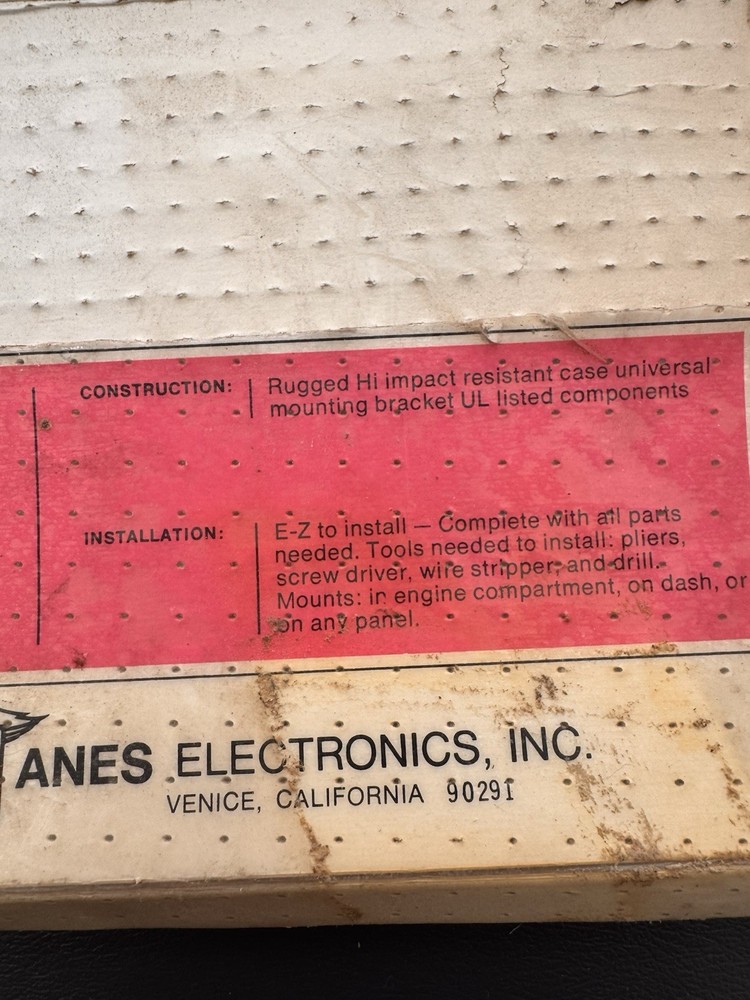 CONSTRUCTION:
Rugged Hi impact resistant case universal
mounting bracket UL listed components
INSTALLATION:
E-Z to install — Complete with all parts
needed. Tools needed to install: pliers,
screw driver, wire stripper, and drill.
Mounts: in engine compartment, on dash, or
on any panel.
ANES ELECTRONICS, INC.
VENICE, CALIFORNIA 90291